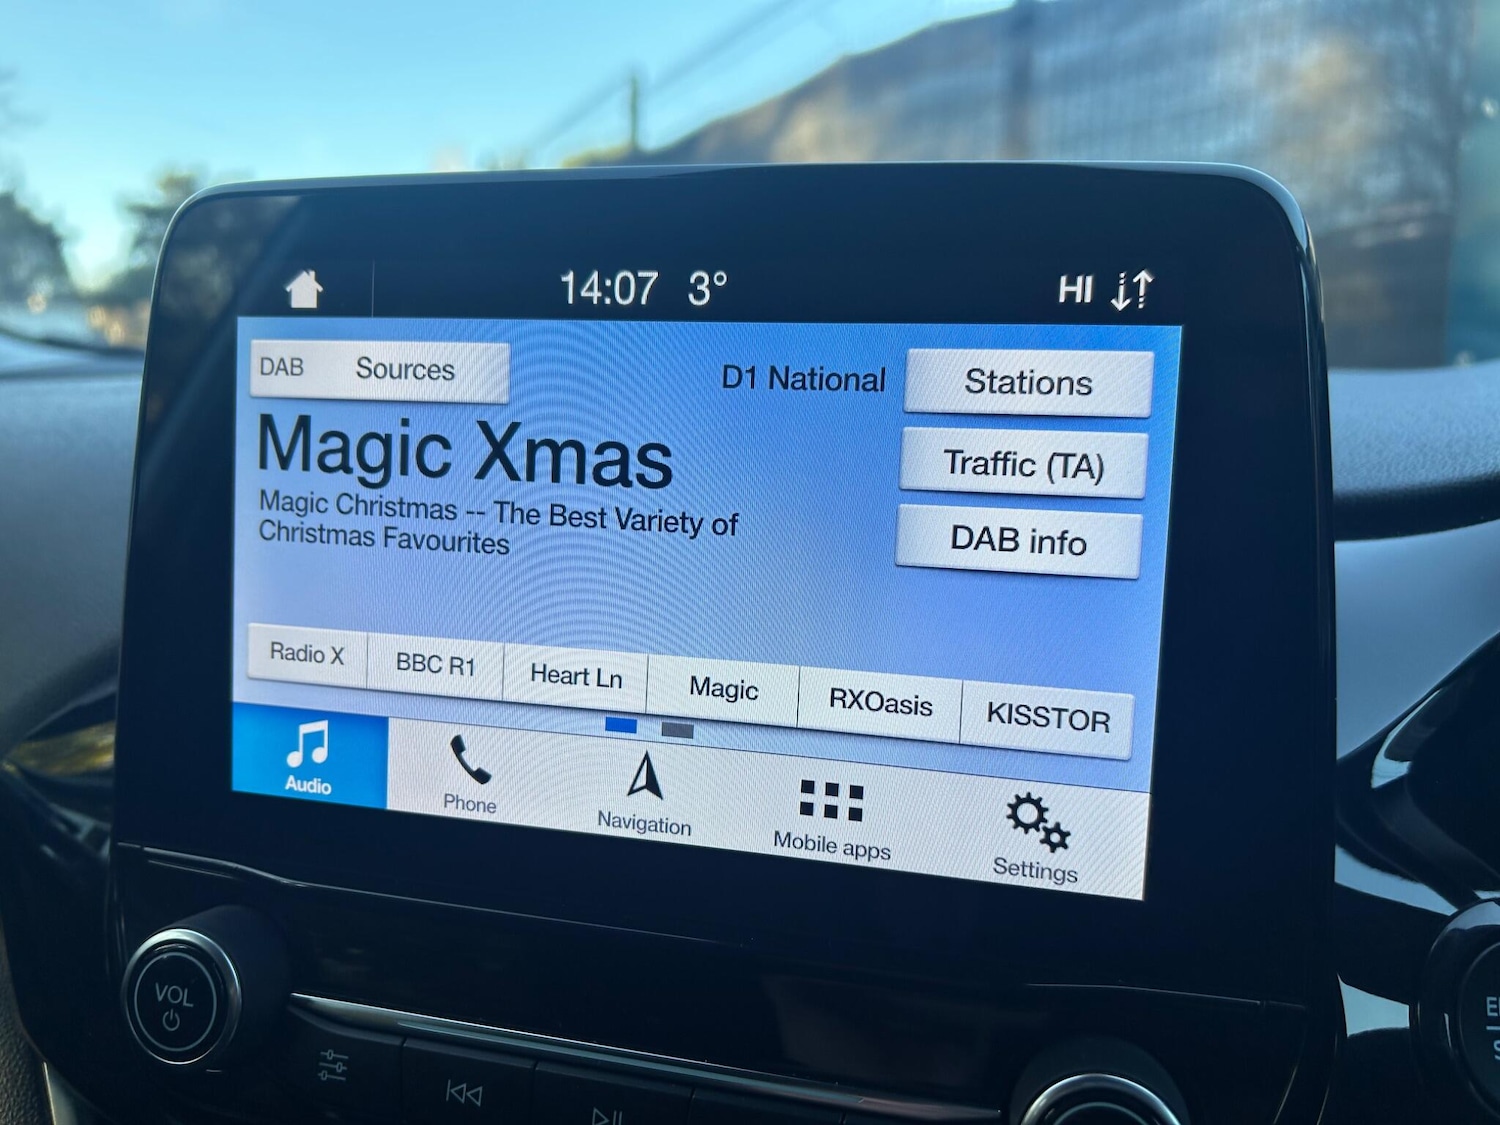 14:07 3°
HI
DAB Sources
D1 National
Stations
Magic Xmas
Traffic (TA)
Magic Christmas -- The Best Variety of
Christmas Favourites
DAB info
Radio X
BBC R1
Heart Ln
Magic
RXOasis
KISSTOR
Audio
Phone
Navigation
Mobile apps
Settings
VOL